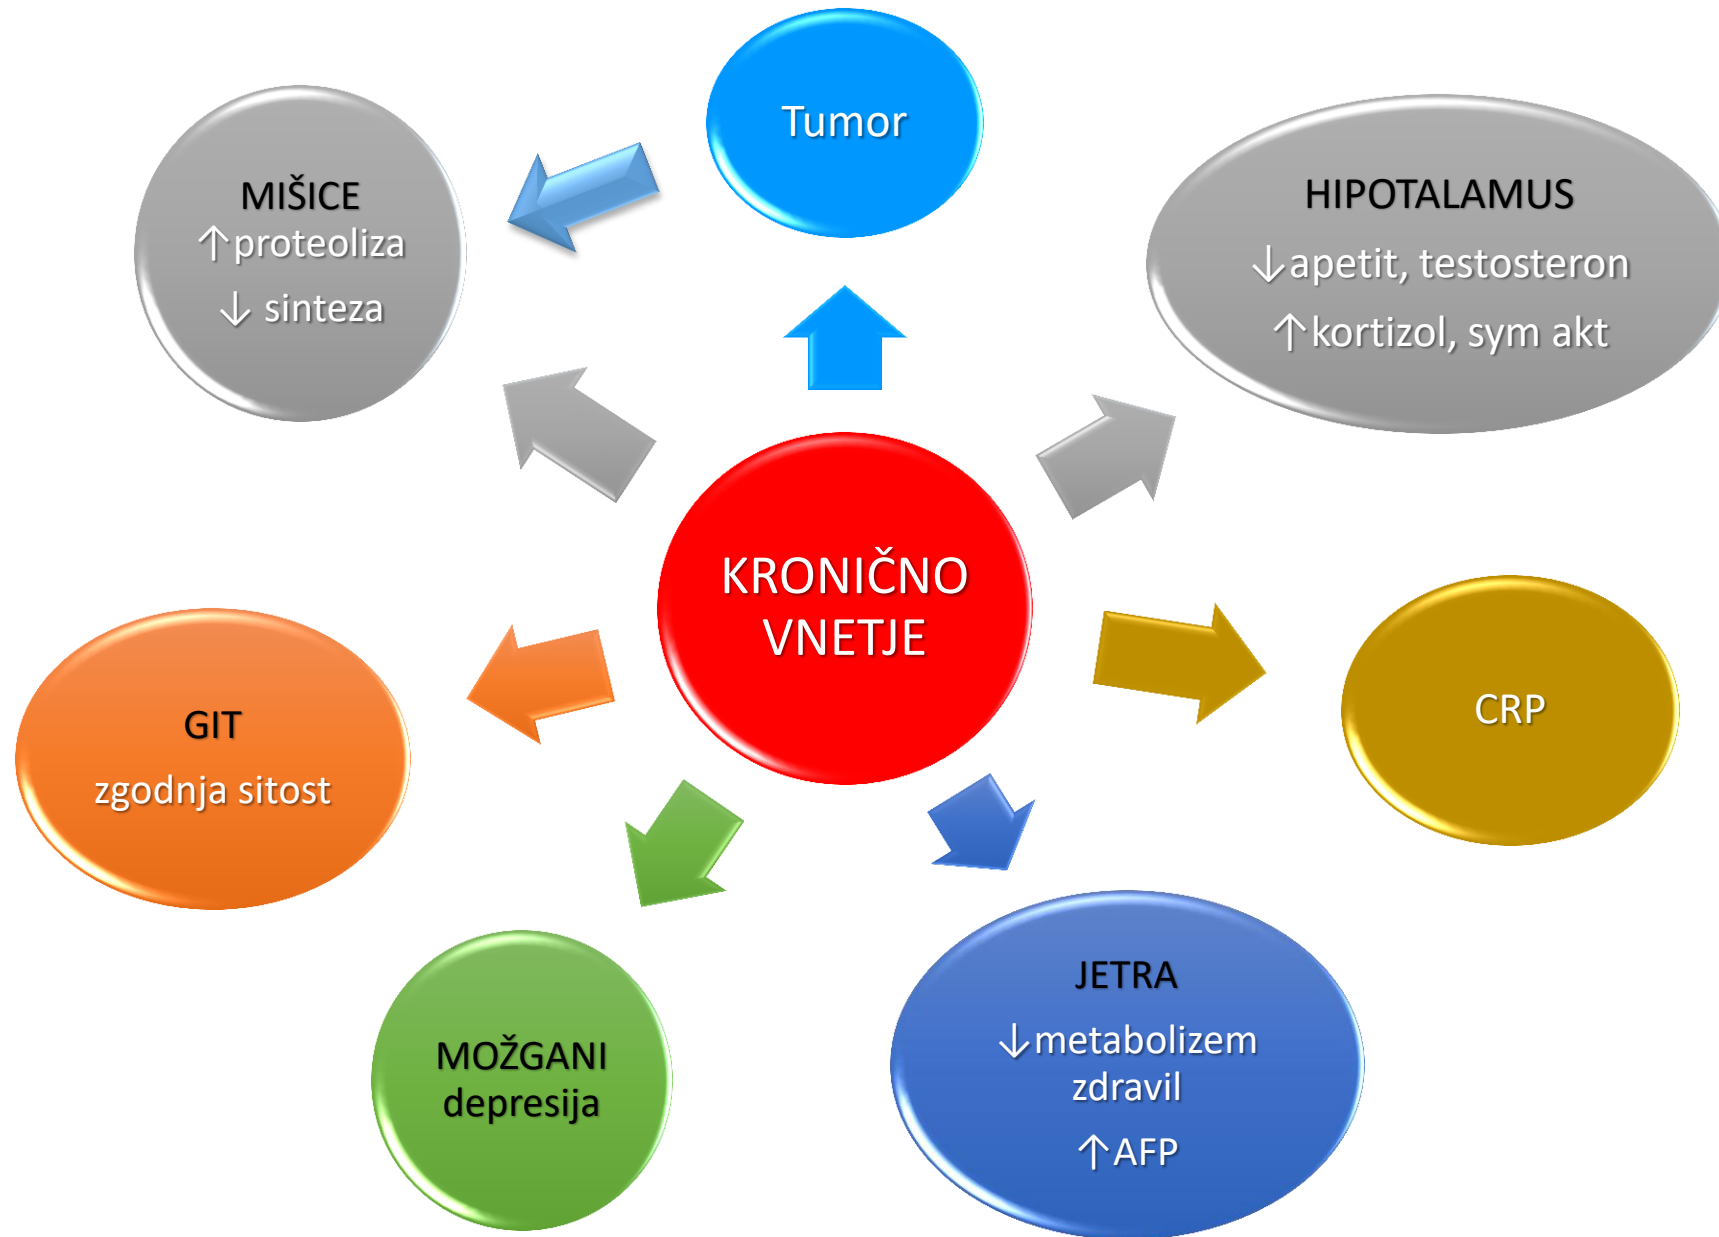 Tumor
MIŠICE
↑proteoliza
↓ sinteza
HIPOTALAMUS
↓apetit, testosteron
↑kortizol, sym akt
KRONIČNO
VNETJE
GIT
zgodnja sitost
CRP
MOŽGANI
depresija
JETRA
↓metabolizem
zdravil
↑AFP